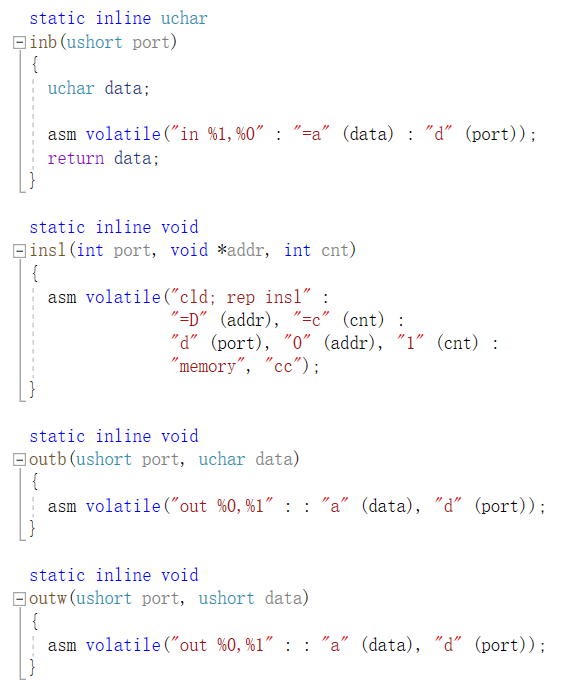 static inline uchar
inb(ushort port)
{
uchar data;
asm volatile("in %1,%0" : "=a" (data) : "d" (port));
return data;
}
static inline void
insl(int port, void *addr, int cnt)
{
asm volatile("cld; rep insl" :
"=D" (addr), "=c" (cnt) :
"d" (port), "0" (addr), "1" (cnt) :
"memory", "cc");
}
static inline void
outb(ushort port, uchar data)
{
asm volatile("out %0,%1" : : "a" (data), "d" (port));
}
static inline void
outw(ushort port, ushort data)
{
asm volatile("out %0,%1" : : "a" (data), "d" (port));
}